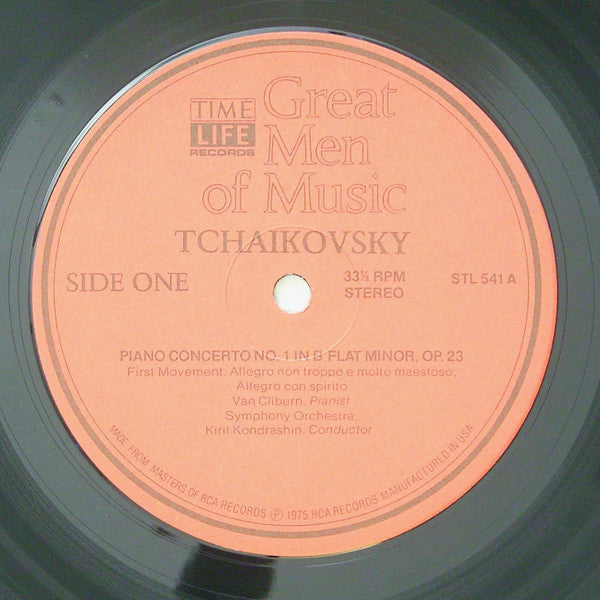 TIME
LIFE
RECORDS
Great
Men
of Music
TCHAIKOVSKY
SIDE ONE
33⅓ RPM
STEREO
STL 541 A
PIANO CONCERTO NO. 1 IN B FLAT MINOR, OP. 23
First Movement: Allegro non troppo e molto maestoso;
Allegro con spirito
Van Cliburn, Pianist
Symphony Orchestra,
Kiril Kondrashin, Conductor
MADE FROM MASTERS OF RCA RECORDS ℗ 1975 RCA RECORDS MANUFACTURED IN USA